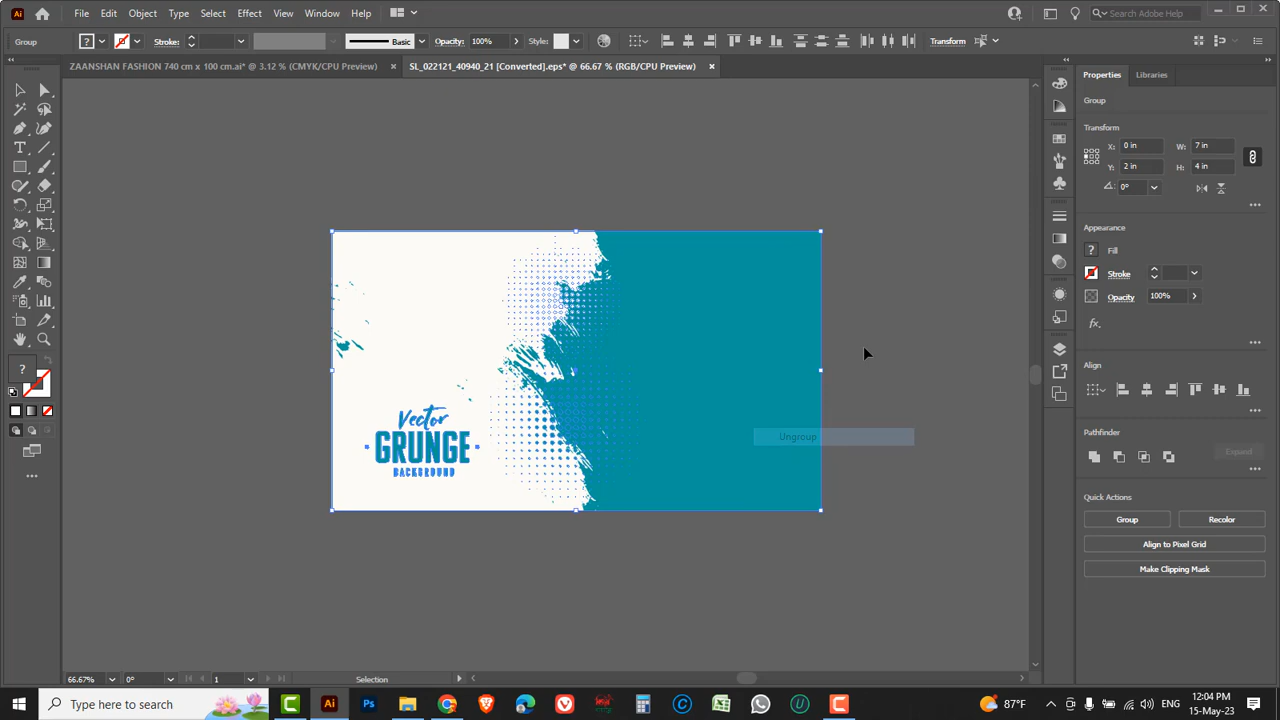 Ai File Edit Object Type Select Effect View Window Help Search Adobe Help
Group ? Stroke: Basic Opacity: 100% Style: Transform
ZAANSHAN FASHION 740 cm x 100 cm.ai* @ 3.12 % (CMYK/CPU Preview) × SL_022121_40940_21 [Converted].eps* @ 66.67 % (RGB/CPU Preview) ×
Properties Libraries
Group
Transform
X: 0 in W: 7 in
Y: 2 in H: 4 in
0°
Appearance
? Fill
Stroke
Opacity 100%
fx.
Align
Pathfinder
Expand
Quick Actions
Group Recolor
Align to Pixel Grid
Make Clipping Mask
Ungroup
Vector
GRUNGE
BACKGROUND
?
66.67% 0° 1 Selection
Type here to search Ai Ps 87°F ENG 12:04 PM
15-May-23